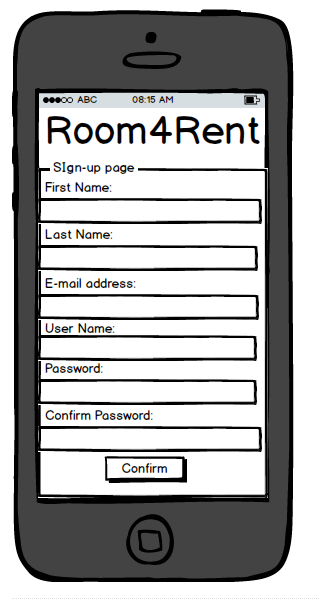 ABC 08:15 AM
Room4Rent
SIgn-up page
First Name:
Last Name:
E-mail address:
User Name:
Password:
Confirm Password:
Confirm